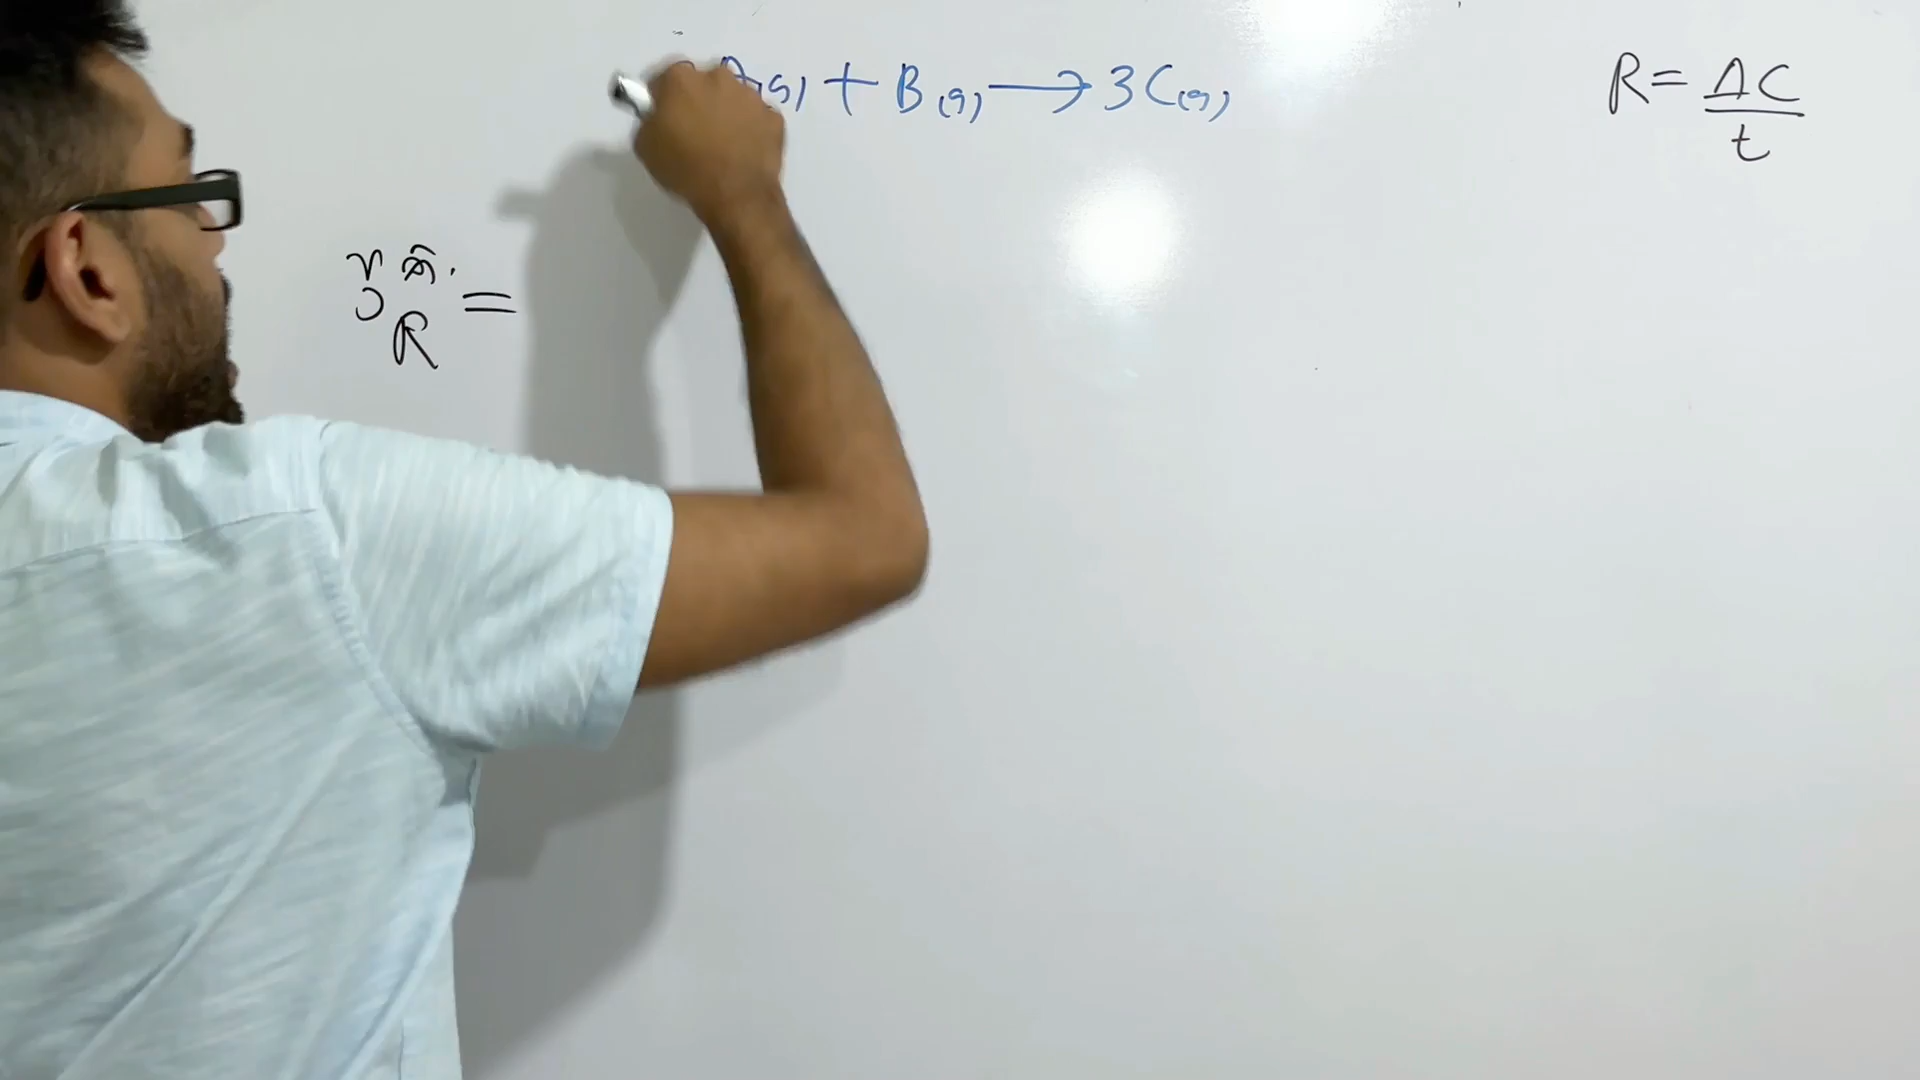 A(g) + B(g) → 3C(g)
R = ΔC/t
R =